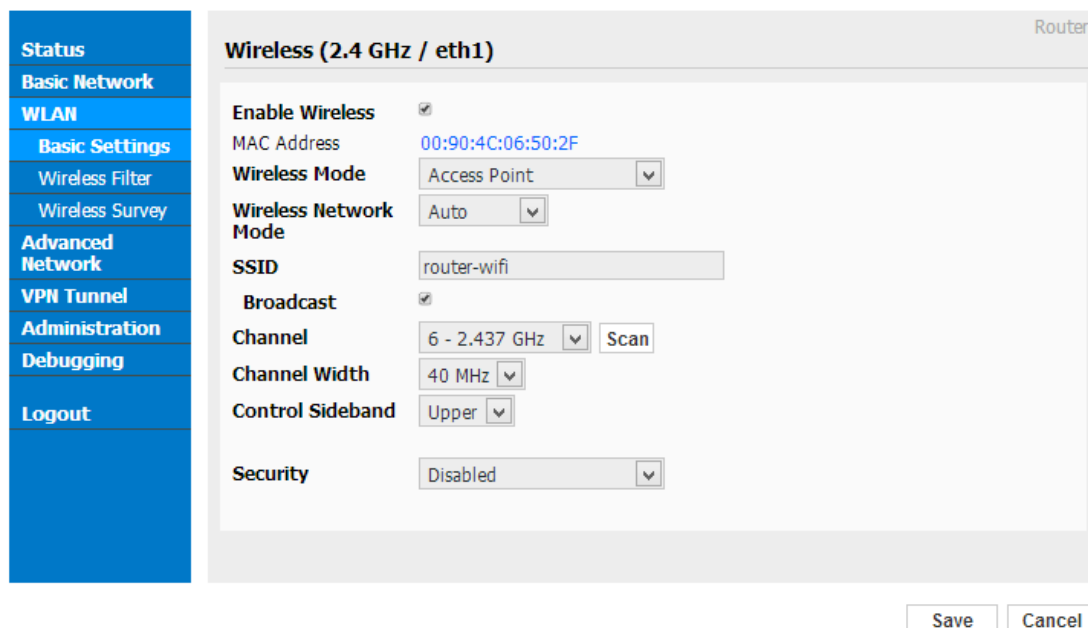 Router
Status
Basic Network
WLAN
Basic Settings
Wireless Filter
Wireless Survey
Advanced
Network
VPN Tunnel
Administration
Debugging
Logout
Wireless (2.4 GHz / eth1)
Enable Wireless
MAC Address 00:90:4C:06:50:2F
Wireless Mode Access Point
Wireless Network Auto
Mode
SSID router-wifi
Broadcast
Channel 6 - 2.437 GHz Scan
Channel Width 40 MHz
Control Sideband Upper
Security Disabled
Save Cancel